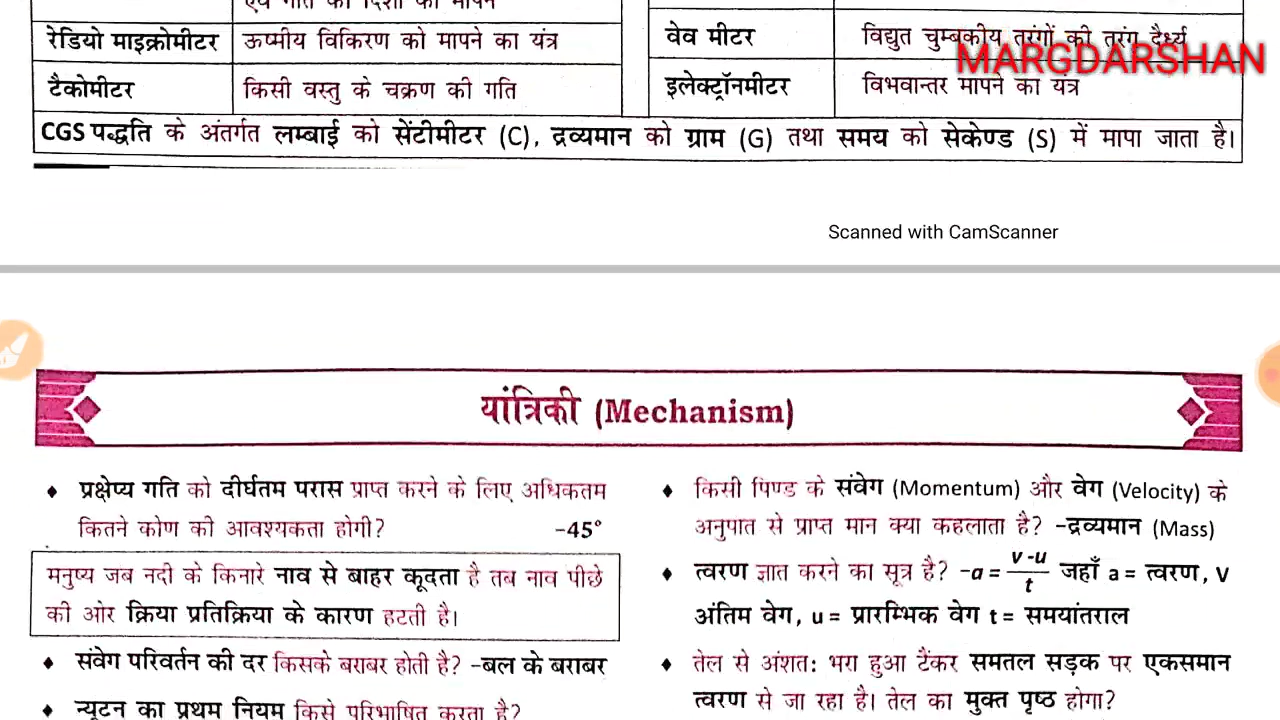 MARGDARSHAN
रेडियो माइक्रोमीटर ऊष्मीय विकिरण को मापने का यंत्र
टैकोमीटर किसी वस्तु के चक्रण की गति
वेव मीटर विद्युत चुम्बकीय तरंगों की तरंग दैर्ध्य
इलेक्ट्रॉनमीटर विभवान्तर मापने का यंत्र
CGS पद्धति के अंतर्गत लम्बाई को सेंटीमीटर (C), द्रव्यमान को ग्राम (G) तथा समय को सेकेण्ड (S) में मापा जाता है।
Scanned with CamScanner
यांत्रिकी (Mechanism)
♦ प्रक्षेप्य गति को दीर्घतम परास प्राप्त करने के लिए अधिकतम
कितने कोण की आवश्यकता होगी? -45°
मनुष्य जब नदी के किनारे नाव से बाहर कूदता है तब नाव पीछे
की ओर क्रिया प्रतिक्रिया के कारण हटती है।
♦ संवेग परिवर्तन की दर किसके बराबर होती है? -बल के बराबर
♦ न्यूटन का प्रथम नियम किसे परिभाषित करता है?
♦ किसी पिण्ड के संवेग (Momentum) और वेग (Velocity) के
अनुपात से प्राप्त मान क्या कहलाता है? -द्रव्यमान (Mass)
♦ त्वरण ज्ञात करने का सूत्र है? -a = v-u/t जहाँ a = त्वरण, v
अंतिम वेग, u = प्रारम्भिक वेग t = समयांतराल
♦ तेल से अंशत: भरा हुआ टैंकर समतल सड़क पर एकसमान
त्वरण से जा रहा है। तेल का मुक्त पृष्ठ होगा?